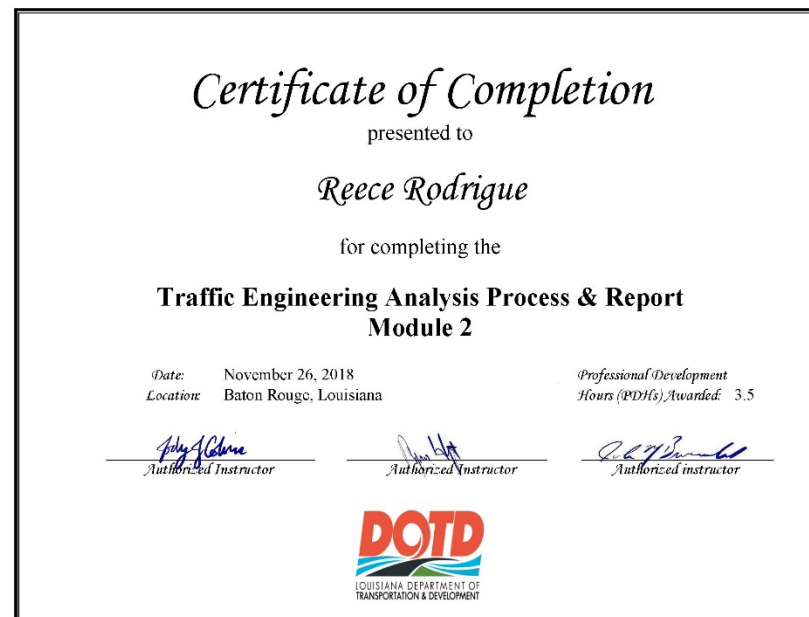 Certificate of Completion
presented to
Reece Rodrigue
for completing the
Traffic Engineering Analysis Process & Report
Module 2
Date: November 26, 2018
Location: Baton Rouge, Louisiana
Professional Development
Hours (PDHs) Awarded: 3.5
Authorized Instructor
Authorized Instructor
Authorized instructor
DOTD
LOUISIANA DEPARTMENT OF
TRANSPORTATION & DEVELOPMENT